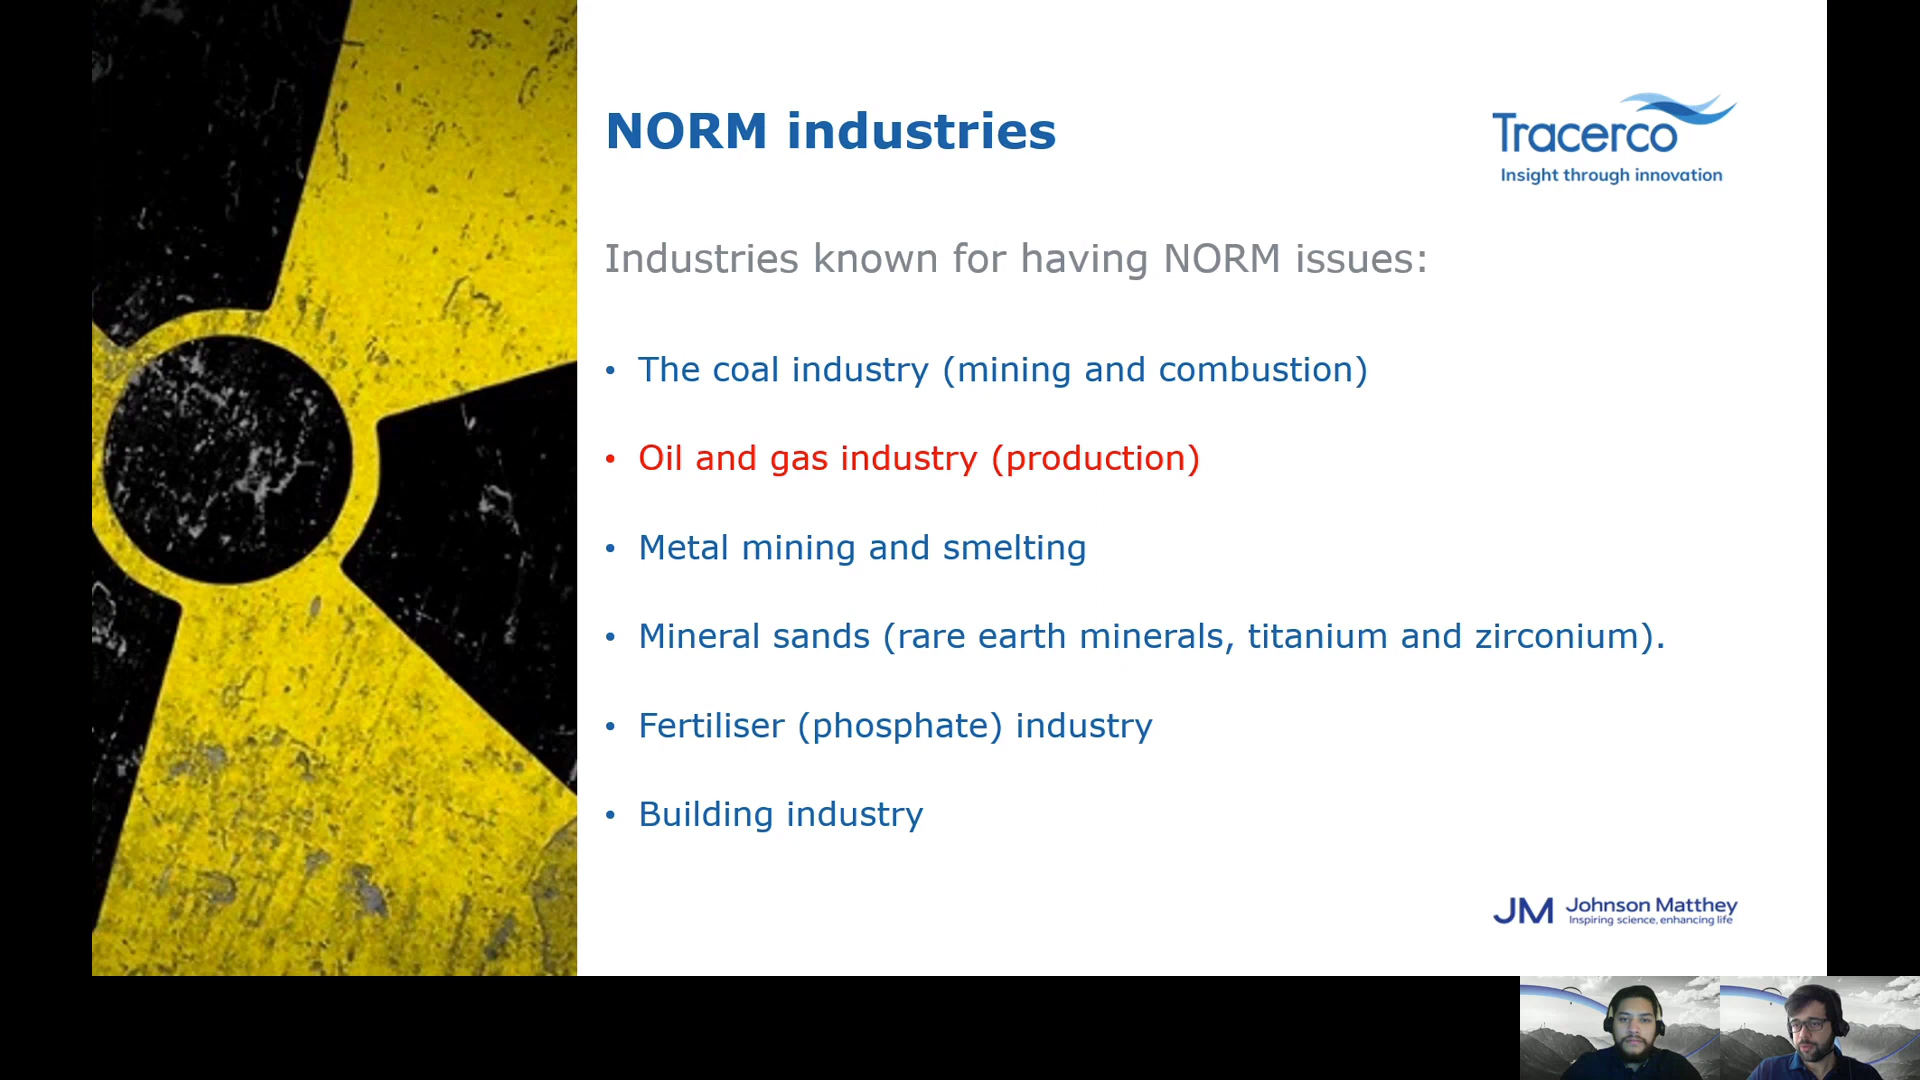 NORM industries
Tracerco
Insight through innovation
Industries known for having NORM issues:
• The coal industry (mining and combustion)
• Oil and gas industry (production)
• Metal mining and smelting
• Mineral sands (rare earth minerals, titanium and zirconium).
• Fertiliser (phosphate) industry
• Building industry
JM Johnson Matthey
Inspiring science, enhancing life